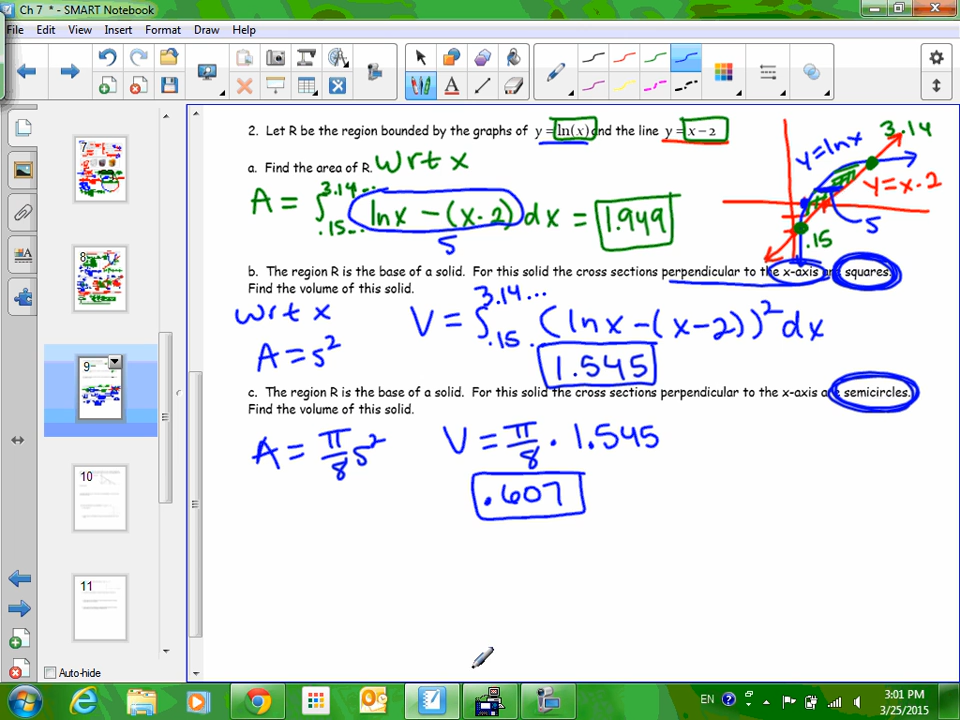 Ch 7 * - SMART Notebook
File Edit View Insert Format Draw Help
7
8
9
10
11
Auto-hide
2. Let R be the region bounded by the graphs of y = ln(x) and the line y = x − 2
a. Find the area of R. wrt x
A = ∫ .15... 3.14... ln x − (x - 2) dx = 1.949
s
y = ln x
3.14
y = x - 2
s
.15
b. The region R is the base of a solid. For this solid the cross sections perpendicular to the x-axis are squares.
Find the volume of this solid.
wrt x
V = ∫ .15.. 3.14... (ln x − (x − 2))² dx
A = s²
1.545
c. The region R is the base of a solid. For this solid the cross sections perpendicular to the x-axis are semicircles.
Find the volume of this solid.
A = π/8 s² V = π/8 · 1.545
.607
EN
3:01 PM
3/25/2015